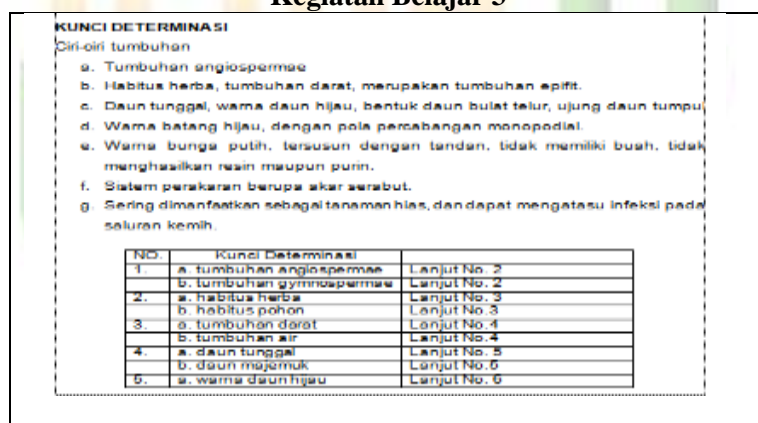 Kegiatan Belajar 3
KUNCI DETERMINASI
Ciri-ciri tumbuhan
a. Tumbuhan angiospermae
b. Habitus herba, tumbuhan darat, merupakan tumbuhan epifit.
c. Daun tunggal, warna daun hijau, bentuk daun bulat telur, ujung daun tumpul
d. Warna batang hijau, dengan pola percabangan monopodial.
e. Warna bunga putih, tersusun dengan tandan, tidak memiliki buah, tidak
menghasilkan resin maupun purin.
f. Sistem perakaran berupa akar serabut.
g. Sering dimanfaatkan sebagai tanaman hias, dan dapat mengatasu infeksi pada
saluran kemih.
NO. Kunci Determinasi
1. a. tumbuhan angiospermae Lanjut No. 2
b. tumbuhan gymnospermae Lanjut No. 2
2. a. habitus herba Lanjut No. 3
b. habitus pohon Lanjut No.3
3. a. tumbuhan darat Lanjut No.4
b. tumbuhan air Lanjut No.4
4. a. daun tunggal Lanjut No. 5
b. daun majemuk Lanjut No.5
5. a. warna daun hijau Lanjut No. 6